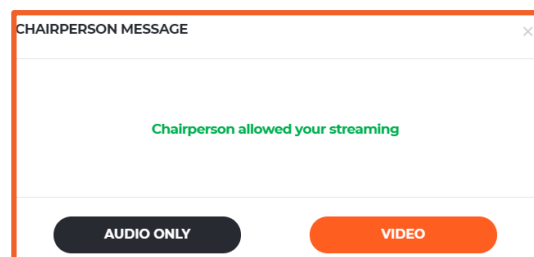 CHAIRPERSON MESSAGE
Chairperson allowed your streaming
AUDIO ONLY
VIDEO